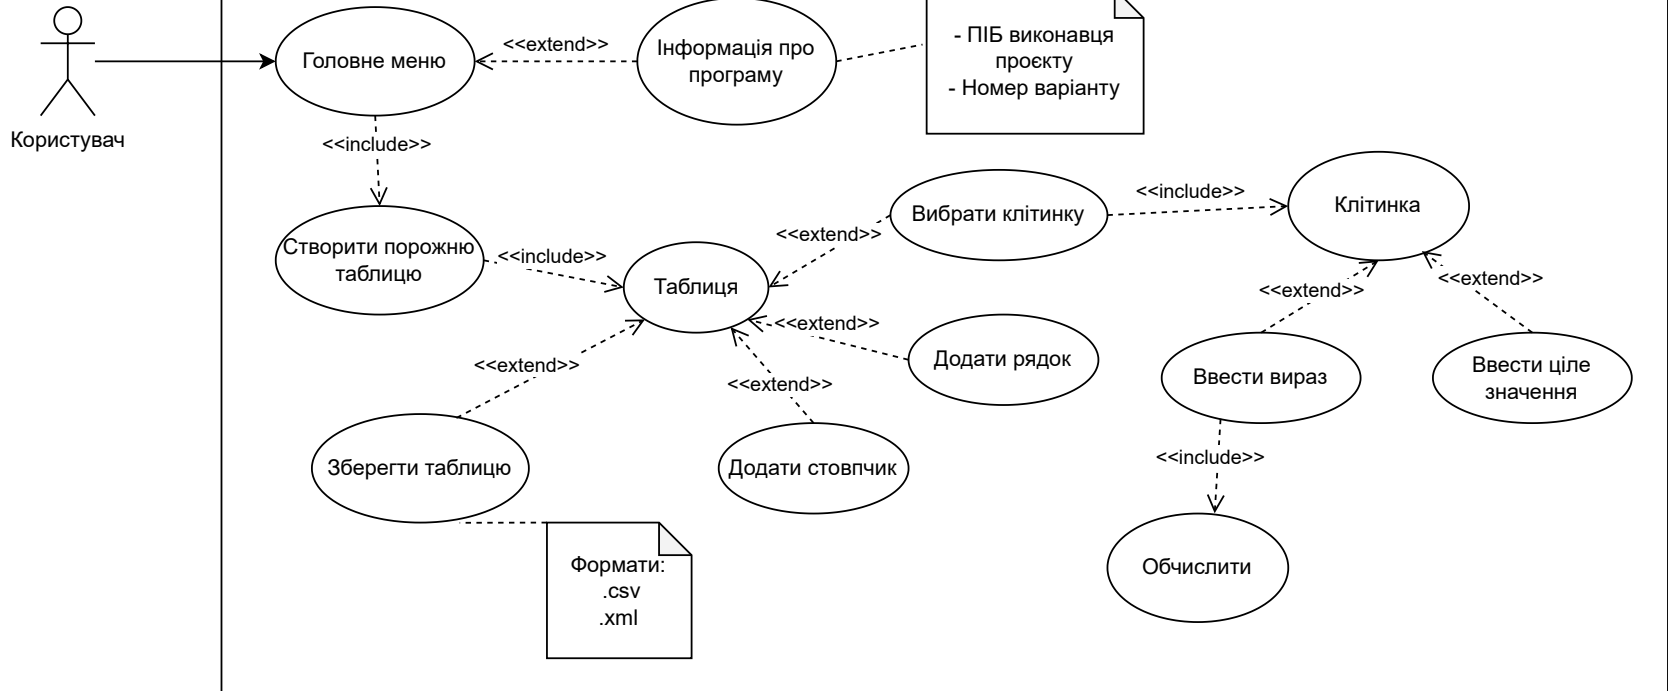 Користувач
Головне меню
<<extend>>
Інформація про
програму
- ПІБ виконавця
проєкту
- Номер варіанту
<<include>>
Створити порожню
таблицю
<<include>>
Таблиця
<<extend>>
Вибрати клітинку
<<include>>
Клітинка
<<extend>>
Додати рядок
<<extend>>
Додати стовпчик
<<extend>>
Зберегти таблицю
Формати:
.csv
.xml
<<extend>>
Ввести вираз
<<extend>>
Ввести ціле
значення
<<include>>
Обчислити